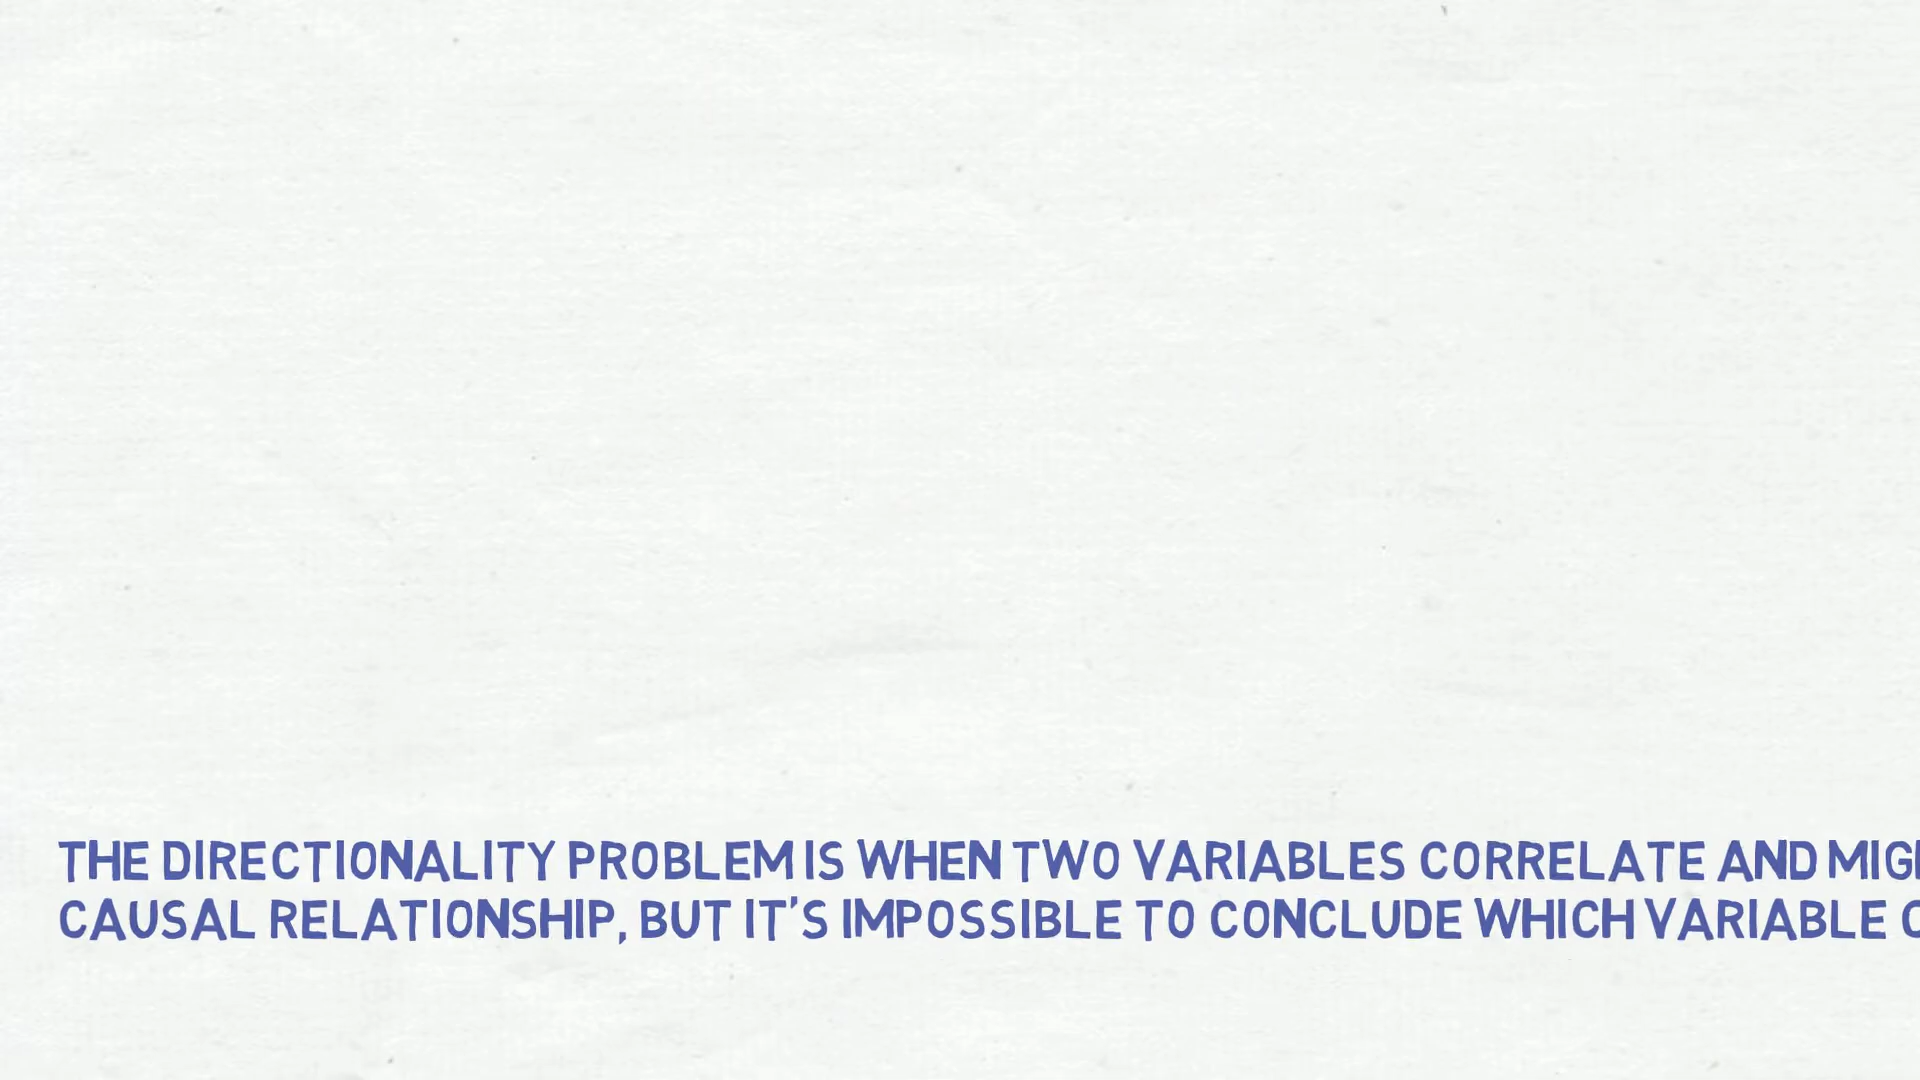 THE DIRECTIONALITY PROBLEM IS WHEN TWO VARIABLES CORRELATE AND
CAUSAL RELATIONSHIP, BUT IT'S IMPOSSIBLE TO CONCLUDE WHICH VARIABLE